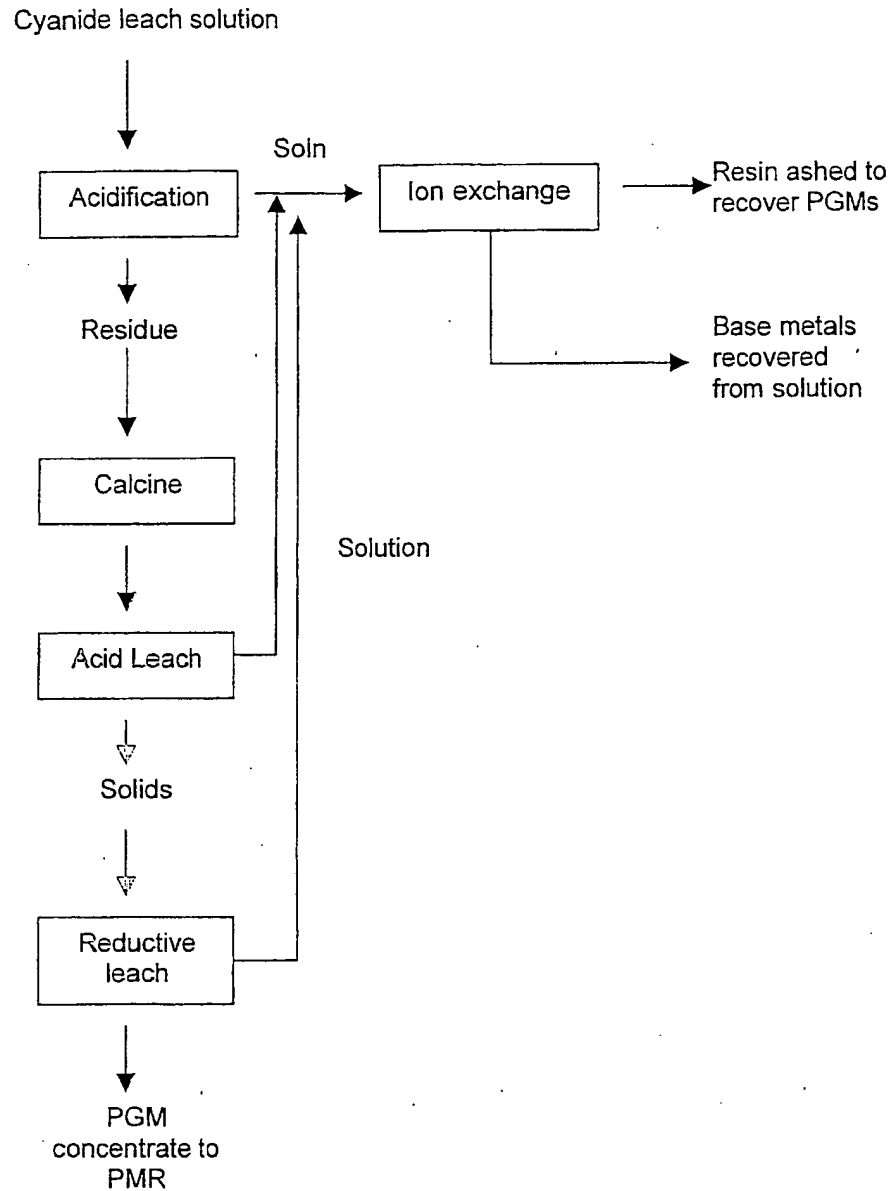 Cyanide leach solution
Soln
Acidification
Ion exchange
Resin ashed to
recover PGMs
Residue
Base metals
recovered
from solution
Calcine
Solution
Acid Leach
Solids
Reductive
leach
PGM
concentrate to
PMR